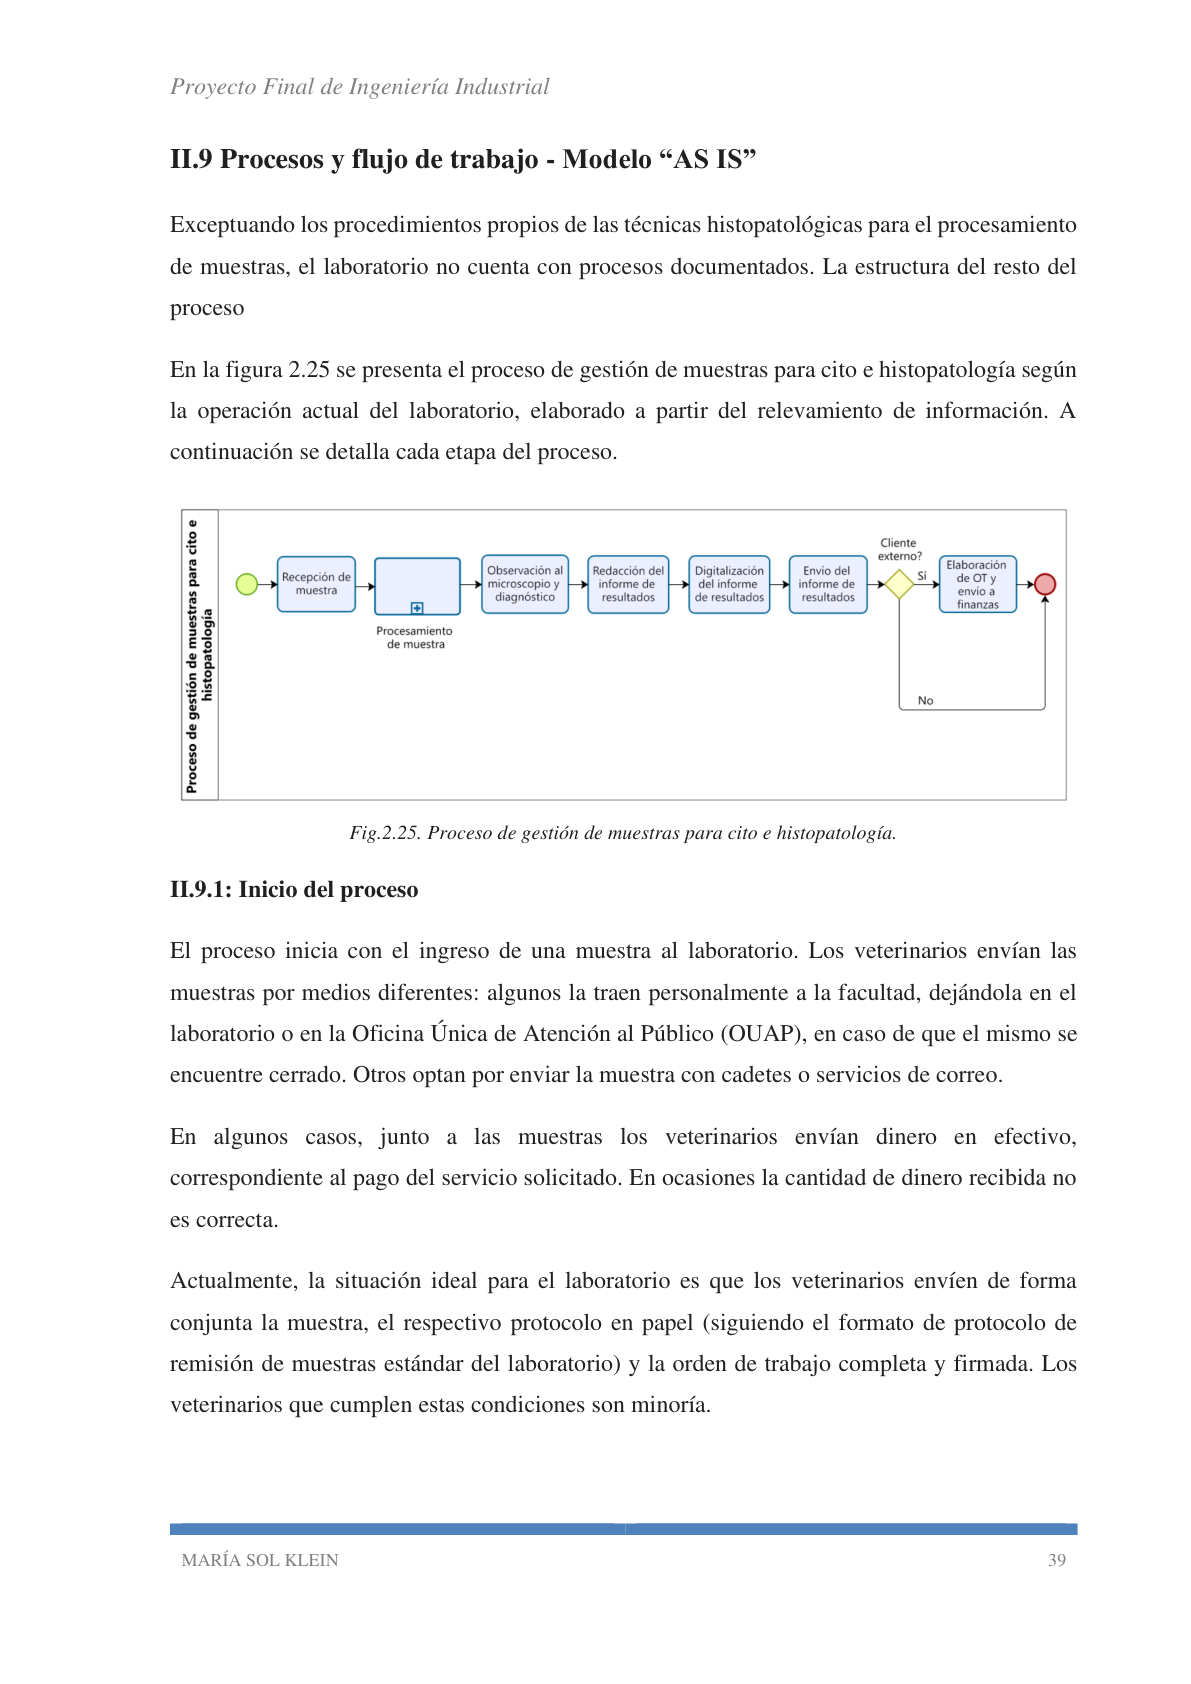 Proyecto Final de Ingeniería Industrial
II.9 Procesos y flujo de trabajo - Modelo “AS IS”
Exceptuando los procedimientos propios de las técnicas histopatológicas para el procesamiento
de muestras, el laboratorio no cuenta con procesos documentados. La estructura del resto del
proceso
En la figura 2.25 se presenta el proceso de gestión de muestras para cito e histopatología según
la operación actual del laboratorio, elaborado a partir del relevamiento de información. A
continuación se detalla cada etapa del proceso.
Proceso de gestión de muestras para cito e
histopatología
Recepción de
muestra
Procesamiento
de muestra
Observación al
microscopio y
diagnóstico
Redacción del
informe de
resultados
Digitalización
del informe
de resultados
Envio del
informe de
resultados
Cliente
externo?
Sí
No
Elaboración
de OT y
envio a
finanzas
Fig.2.25. Proceso de gestión de muestras para cito e histopatología.
II.9.1: Inicio del proceso
El proceso inicia con el ingreso de una muestra al laboratorio. Los veterinarios envían las
muestras por medios diferentes: algunos la traen personalmente a la facultad, dejándola en el
laboratorio o en la Oficina Única de Atención al Público (OUAP), en caso de que el mismo se
encuentre cerrado. Otros optan por enviar la muestra con cadetes o servicios de correo.
En algunos casos, junto a las muestras los veterinarios envían dinero en efectivo,
correspondiente al pago del servicio solicitado. En ocasiones la cantidad de dinero recibida no
es correcta.
Actualmente, la situación ideal para el laboratorio es que los veterinarios envíen de forma
conjunta la muestra, el respectivo protocolo en papel (siguiendo el formato de protocolo de
remisión de muestras estándar del laboratorio) y la orden de trabajo completa y firmada. Los
veterinarios que cumplen estas condiciones son minoría.
MARÍA SOL KLEIN
39